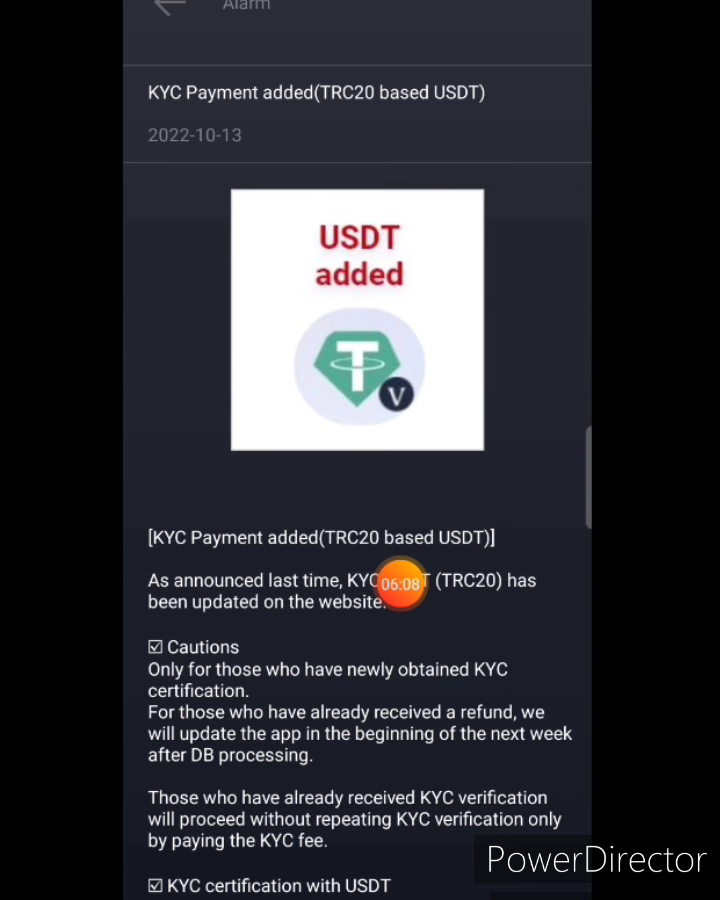 Alarm
KYC Payment added(TRC20 based USDT)
2022-10-13
USDT
added
T
V
[KYC Payment added(TRC20 based USDT)]
As announced last time, KYC 06:08 T (TRC20) has
been updated on the website.
☑ Cautions
Only for those who have newly obtained KYC
certification.
For those who have already received a refund, we
will update the app in the beginning of the next week
after DB processing.
Those who have already received KYC verification
will proceed without repeating KYC verification only
by paying the KYC fee.
☑ KYC certification with USDT
PowerDirector